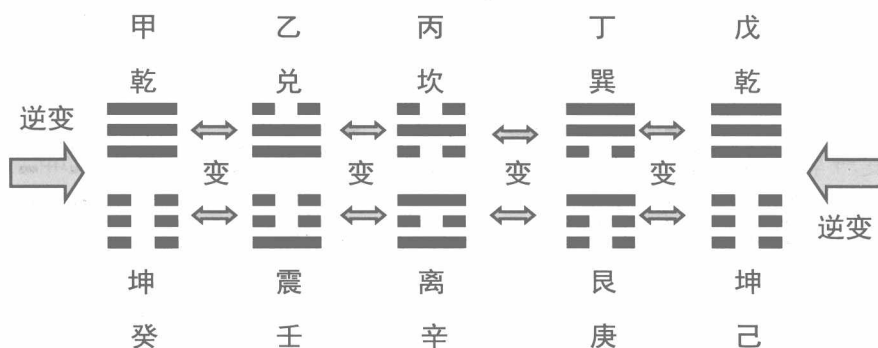 甲 乙 丙 丁 戊
乾 兑 坎 巽 乾
逆变
变 变 变 变
逆变
坤 震 离 艮 坤
癸 壬 辛 庚 己